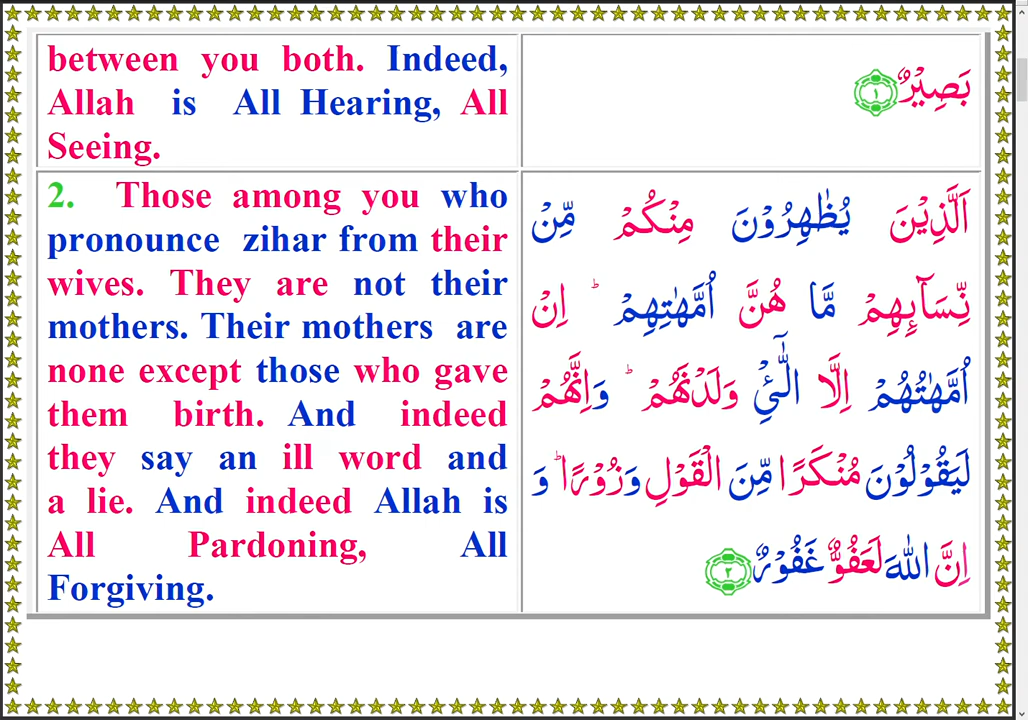 between you both. Indeed,
Allah is All Hearing, All
Seeing.
بَصِيْرٌ ١
2. Those among you who
pronounce zihar from their
wives. They are not their
mothers. Their mothers are
none except those who gave
them birth. And indeed
they say an ill word and
a lie. And indeed Allah is
All Pardoning, All
Forgiving.
اَلَّذِيْنَ يُظٰهِرُوْنَ مِنْكُمْ مِّنْ
نِّسَآئِهِمْ مَّا هُنَّ اُمَّهٰتِهِمْ ؕ اِنْ
اُمَّهٰتُهُمْ اِلَّا الّٰٓئِْ وَلَدْنَهُمْ ؕ وَاِنَّهُمْ
لَيَقُوْلُوْنَ مُنْكَرًا مِّنَ الْقَوْلِ وَزُوْرًا ؕ وَ
اِنَّ اللّٰهَ لَعَفُوٌّ غَفُوْرٌ ٢